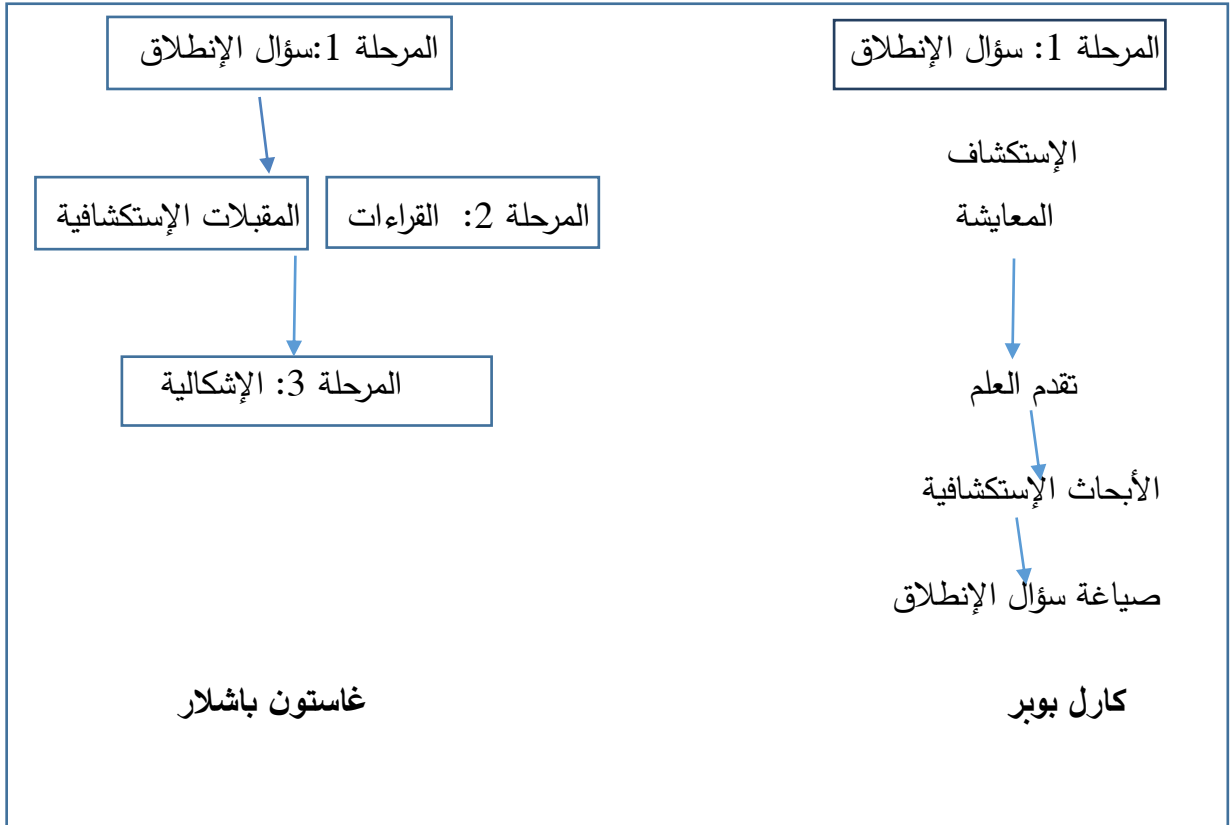 المرحلة 1: سؤال الإنطلاق
الإستكشاف
المعايشة
تقدم العلم
الأبحاث الإستكشافية
صياغة سؤال الإنطلاق
كارل بوبر
المرحلة 1:سؤال الإنطلاق
المرحلة 2: القراءات
المقبلات الإستكشافية
المرحلة 3: الإشكالية
غاستون باشلار